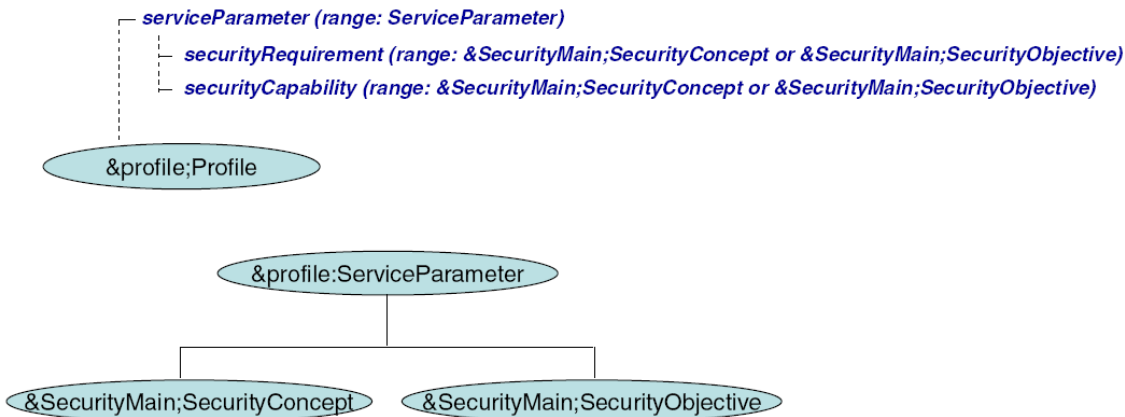 serviceParameter (range: ServiceParameter)
securityRequirement (range: &SecurityMain;SecurityConcept or &SecurityMain;SecurityObjective)
securityCapability (range: &SecurityMain;SecurityConcept or &SecurityMain;SecurityObjective)
&profile;Profile
&profile:ServiceParameter
&SecurityMain;SecurityConcept &SecurityMain;SecurityObjective